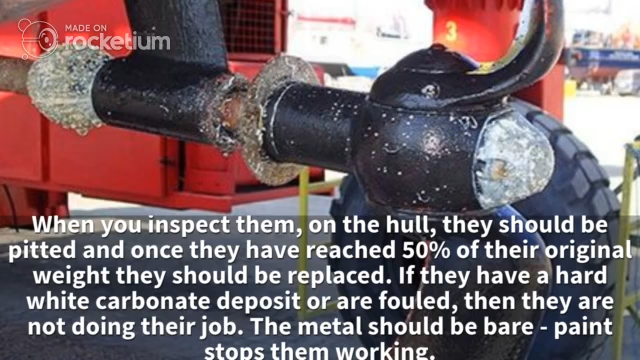 MADE ON
rocketium
3
When you inspect them, on the hull, they should be
pitted and once they have reached 50% of their original
weight they should be replaced. If they have a hard
white carbonate deposit or are fouled, then they are
not doing their job. The metal should be bare - paint
stops them working.